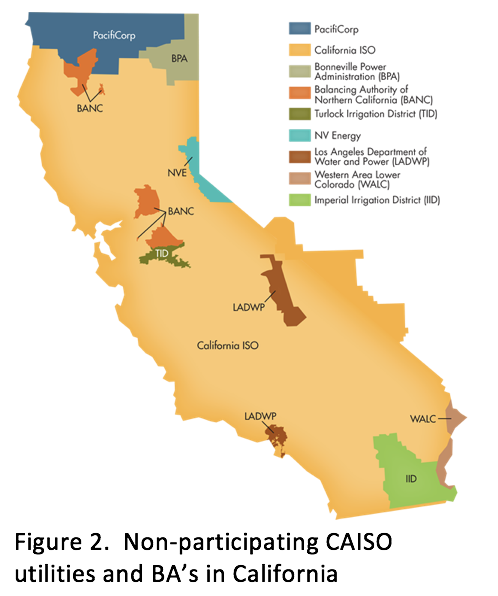 PacifiCorp
BPA
BANC
NVE
BANC
TID
LADWP
California ISO
LADWP
WALC
IID
PacifiCorp
California ISO
Bonneville Power
Administration (BPA)
Balancing Authority of
Northern California (BANC)
Turlock Irrigation District (TID)
NV Energy
Los Angeles Department of
Water and Power (LADWP)
Western Area Lower
Colorado (WALC)
Imperial Irrigation District (IID)
Figure 2.  Non-participating CAISO
utilities and BA’s in California